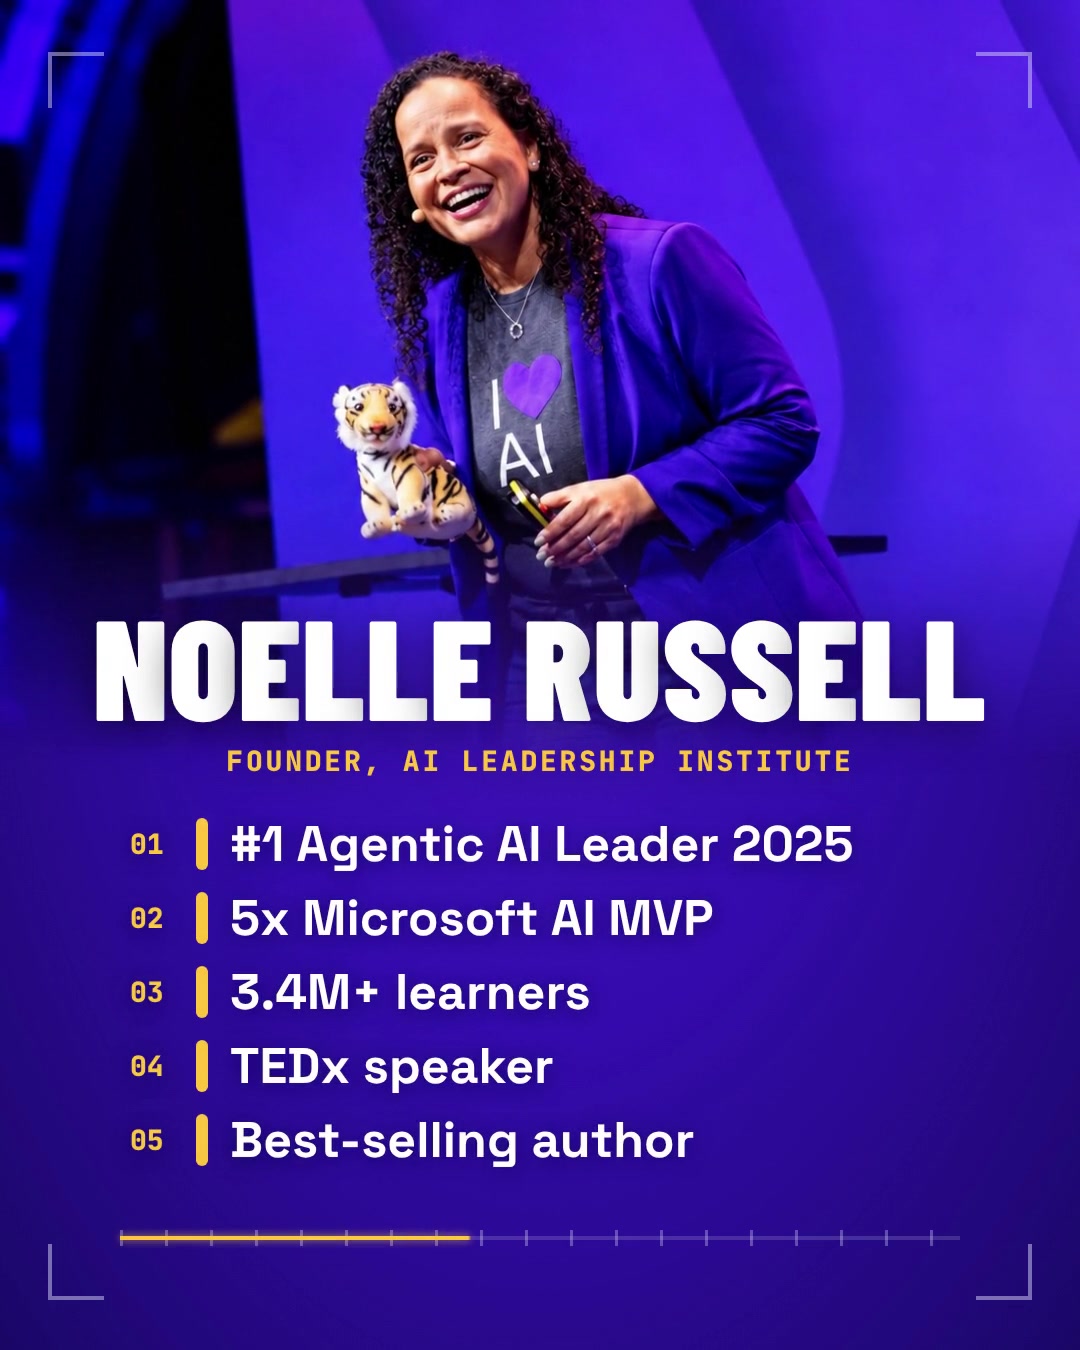 I 💜
AI
NOELLE RUSSELL
FOUNDER, AI LEADERSHIP INSTITUTE
01 #1 Agentic AI Leader 2025
02 5x Microsoft AI MVP
03 3.4M+ learners
04 TEDx speaker
05 Best-selling author